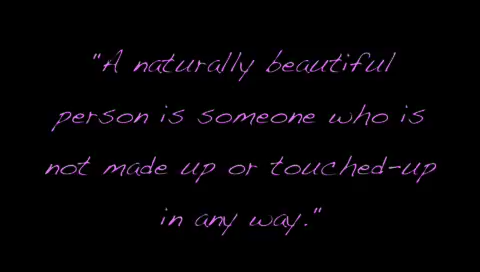 "A naturally beautiful
person is someone who is
not made up or touched-up
in any way."